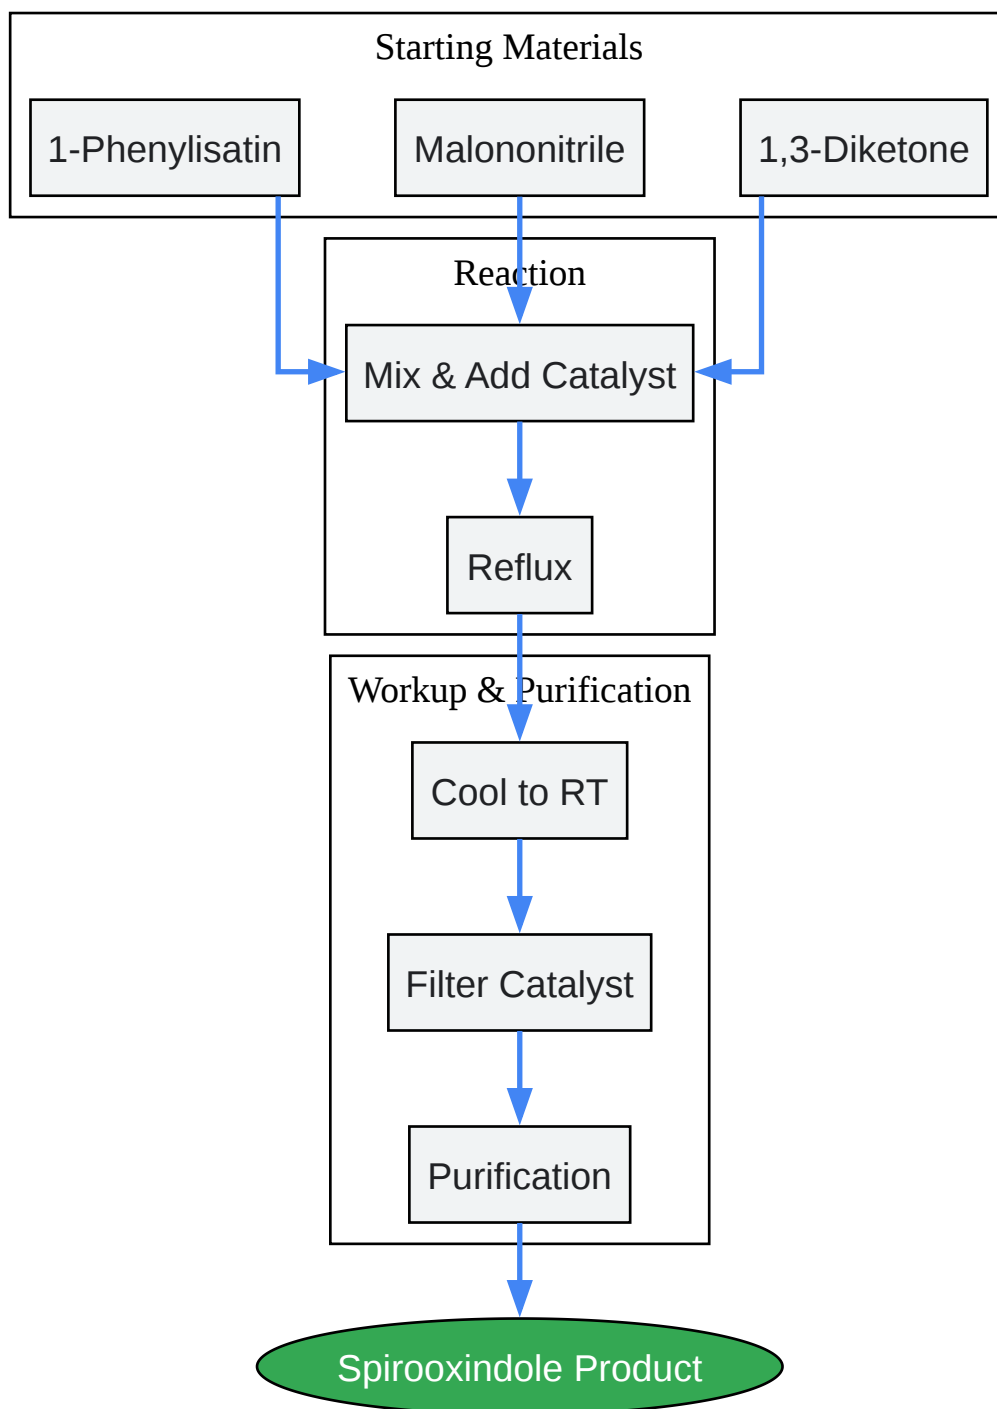 Starting Materials
1-Phenylisatin
Malononitrile
1,3-Diketone
Reaction
Mix & Add Catalyst
Reflux
Workup & Purification
Cool to RT
Filter Catalyst
Purification
Spirooxindole Product